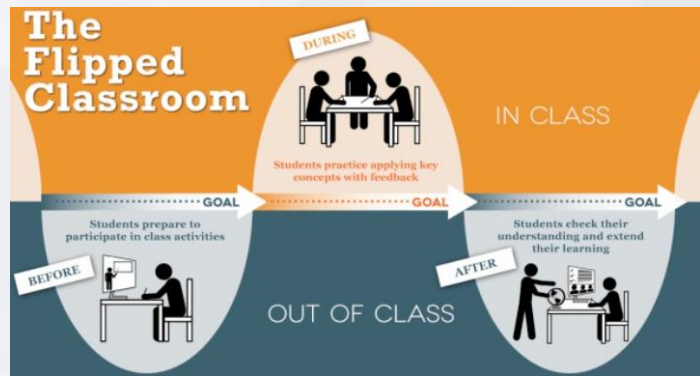 The
Flipped
Classroom
DURING
IN CLASS
Students practice applying key
concepts with feedback
GOAL
GOAL
GOAL
Students prepare to
participate in class activities
BEFORE
Students check their
understanding and extend
their learning
AFTER
OUT OF CLASS